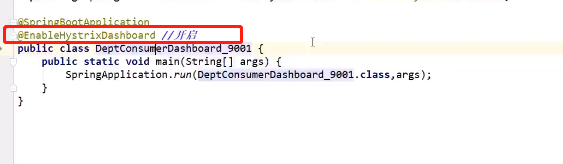 @SpringBootApplication
@EnableHystrixDashboard //开启
public class DeptConsumerDashboard_9001 {
public static void main(String[] args) {
SpringApplication.run(DeptConsumerDashboard_9001.class,args);
}
}